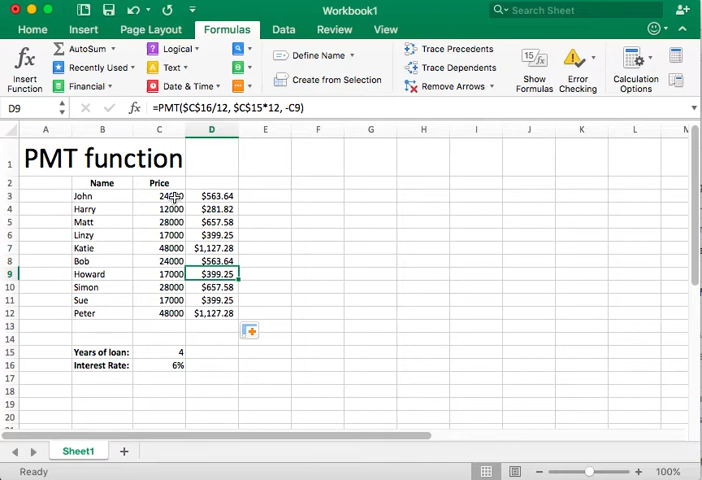 Workbook1
Search Sheet
Home Insert Page Layout Formulas Data Review View
AutoSum Logical Define Name Trace Precedents
Recently Used Text Trace Dependents
Insert Function Financial Date & Time Create from Selection Remove Arrows Show Formulas Error Checking Calculation Options
D9 fx =PMT($C$16/12, $C$15*12, -C9)
A B C D E F G H I J K L M
1 PMT function
2 Name Price
3 John $563.64
4 Harry 12000 $281.82
5 Matt 28000 $657.58
6 Linzy 17000 $399.25
7 Katie 48000 $1,127.28
8 Bob 24000 $563.64
9 Howard 17000 $399.25
10 Simon 28000 $657.58
11 Sue 17000 $399.25
12 Peter 48000 $1,127.28
13
14
15 Years of loan: 4
16 Interest Rate: 6%
17
18
19
20
Sheet1
Ready 100%